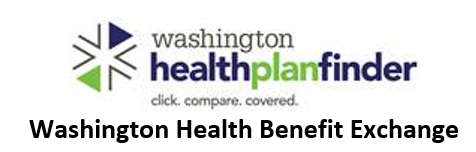 washington
healthplanfinder
click. compare. covered.
Washington Health Benefit Exchange